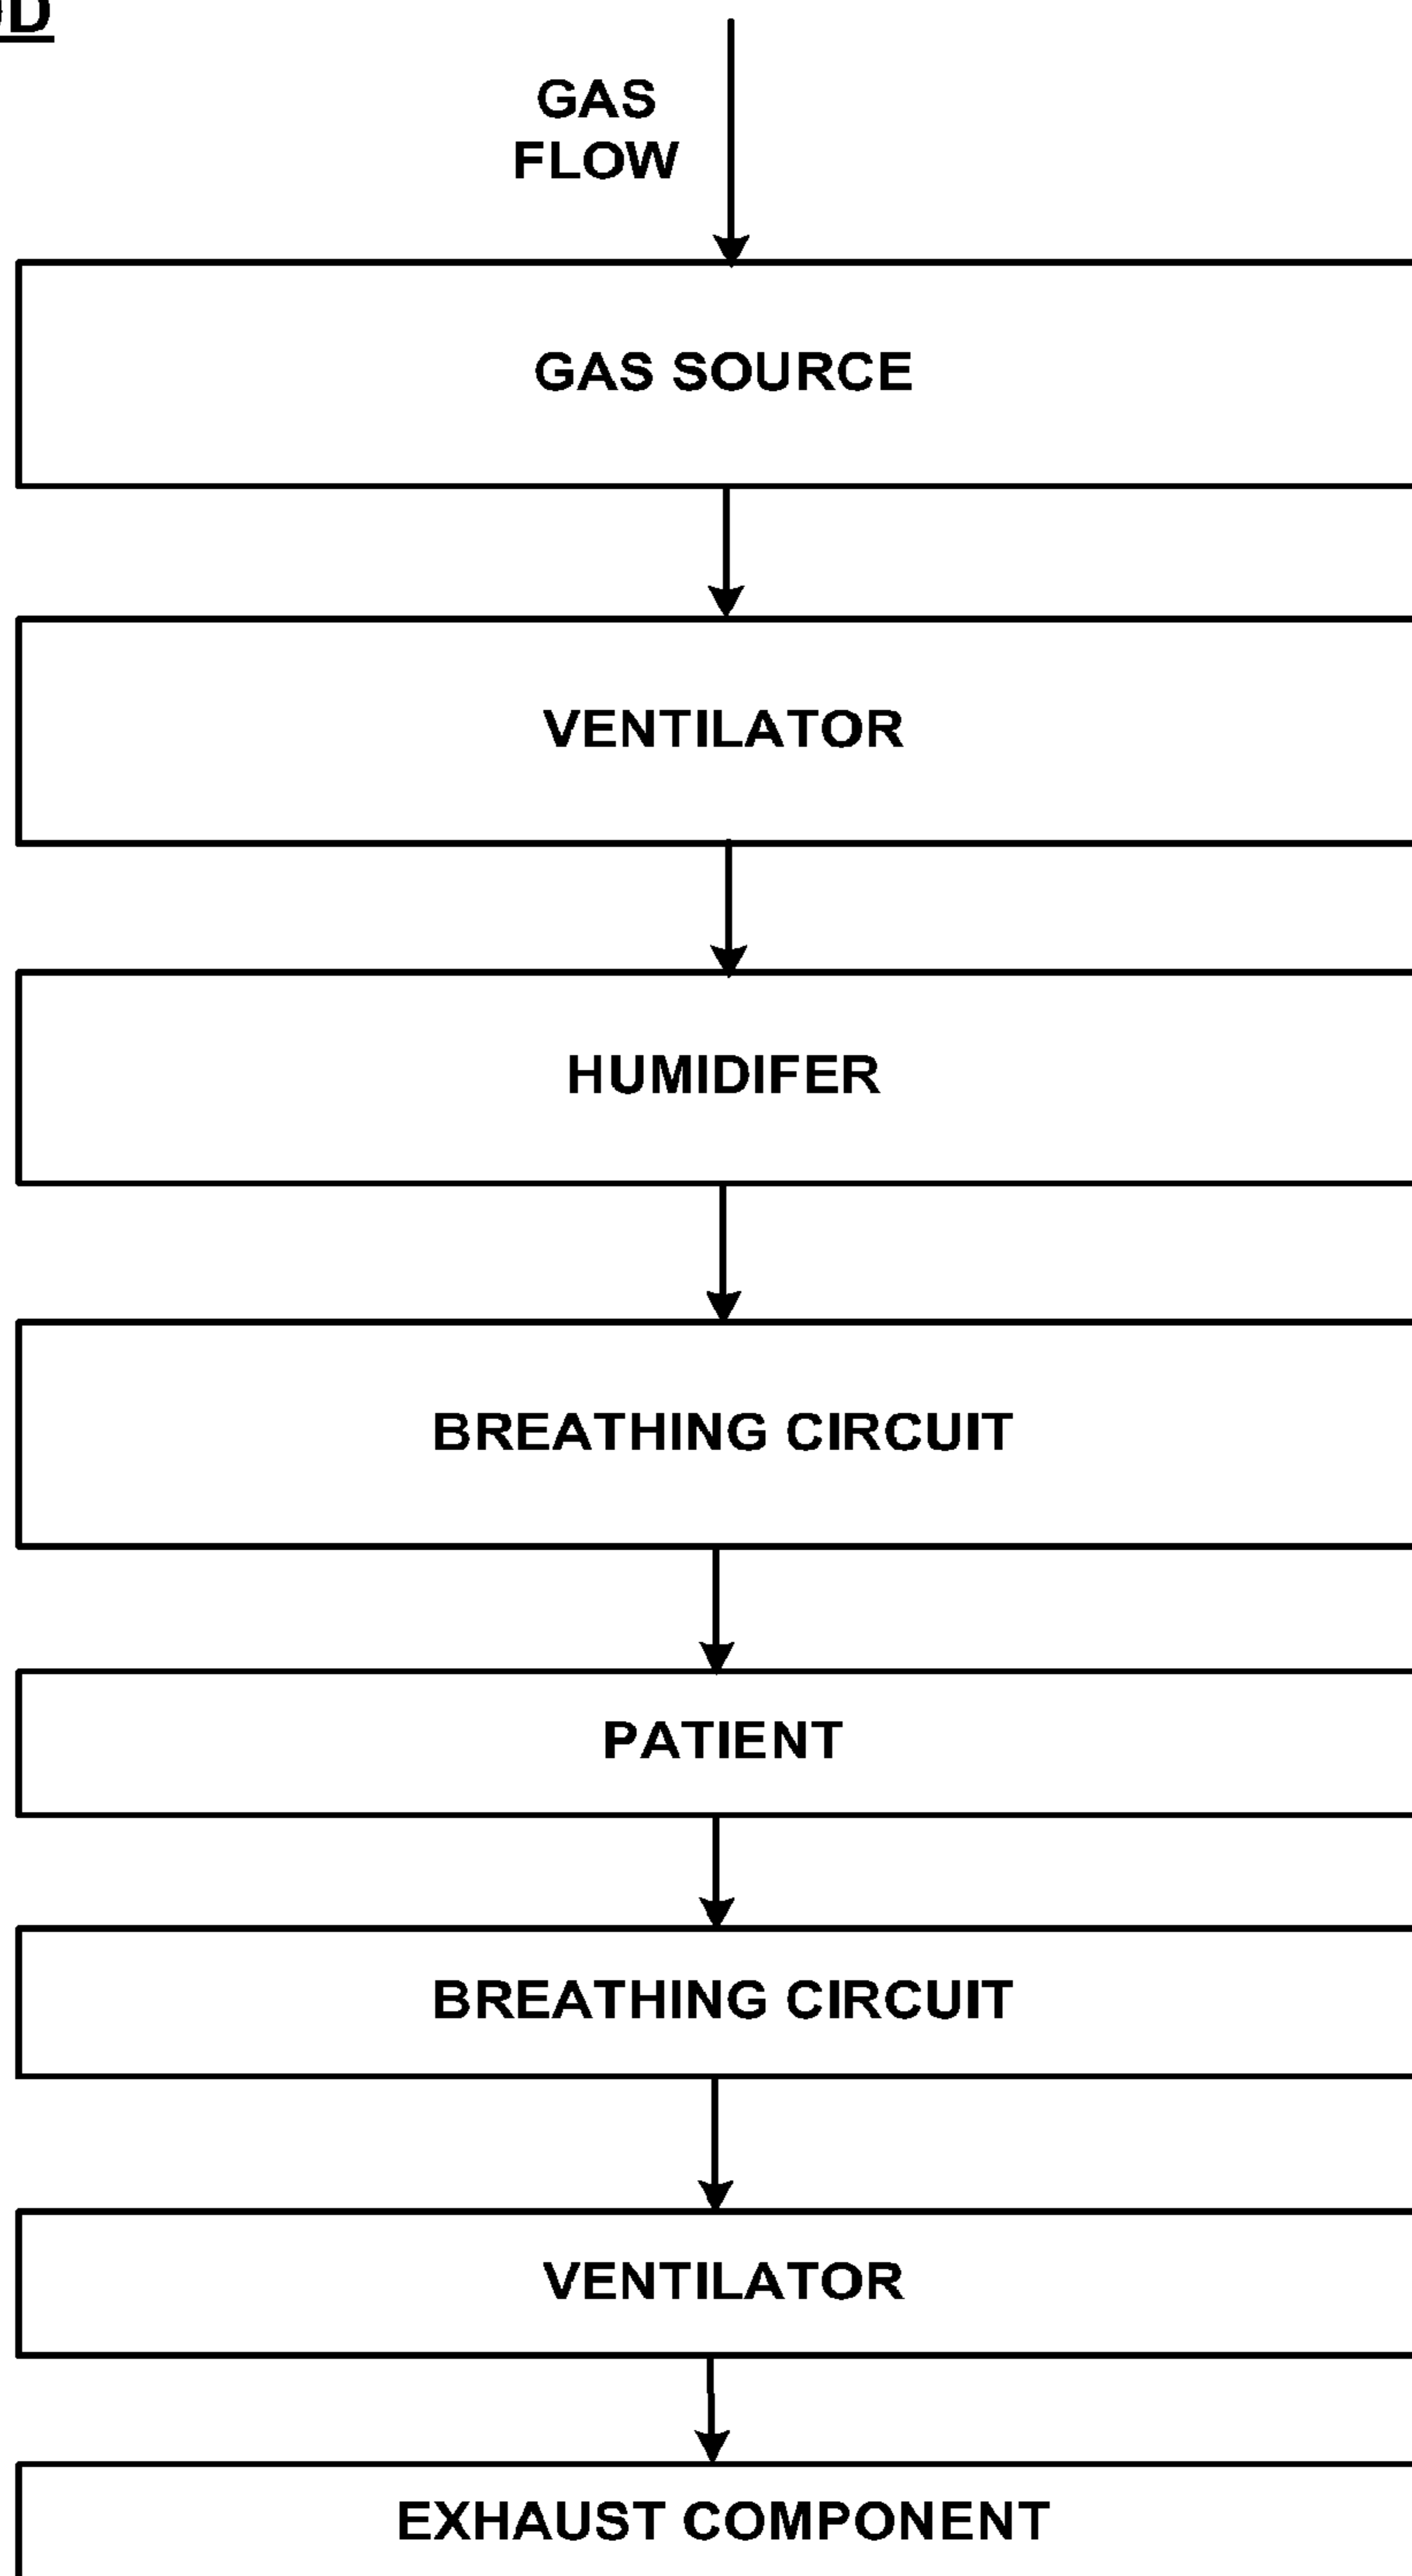 GAS
FLOW
GAS SOURCE
VENTILATOR
HUMIDIFER
BREATHING CIRCUIT
PATIENT
BREATHING CIRCUIT
VENTILATOR
EXHAUST COMPONENT